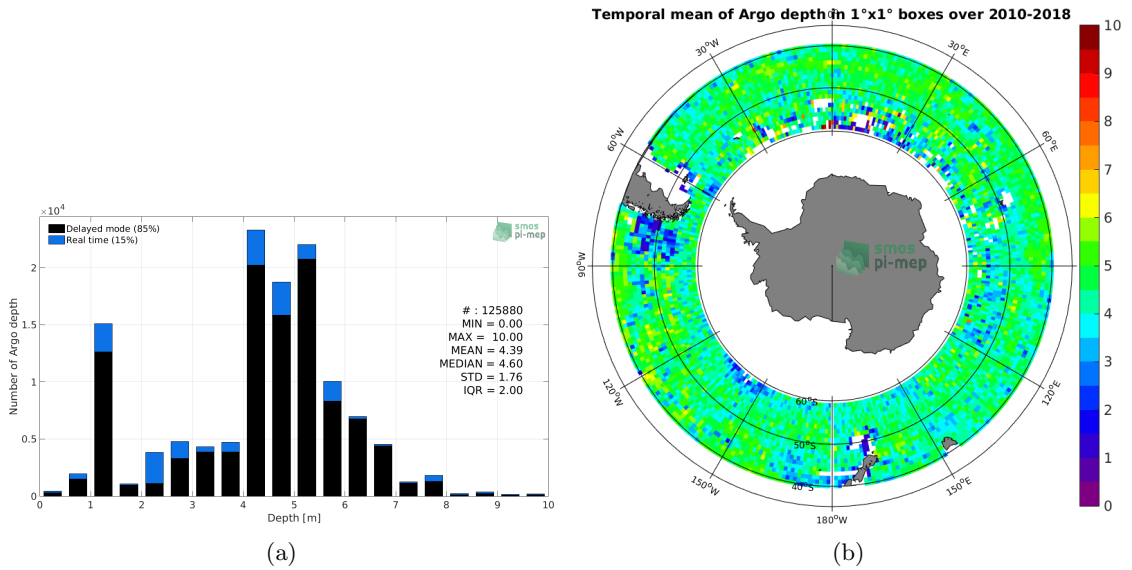 ×10⁴
Delayed mode (85%)
Real time (15%)
smos
pi-mep
# : 125880
MIN = 0.00
MAX = 10.00
MEAN = 4.39
MEDIAN = 4.60
STD = 1.76
IQR = 2.00
2
1.5
1
0.5
0
Number of Argo depth
0 1 2 3 4 5 6 7 8 9 10
Depth [m]
(a)
Temporal mean of Argo depth in 1°x1° boxes over 2010-2018
0°
30°W
30°E
60°W
60°E
90°W
120°W
120°E
150°W
150°E
180°W
60°S
50°S
40°S
smos
pi-mep
10
9
8
7
6
5
4
3
2
1
0
(b)